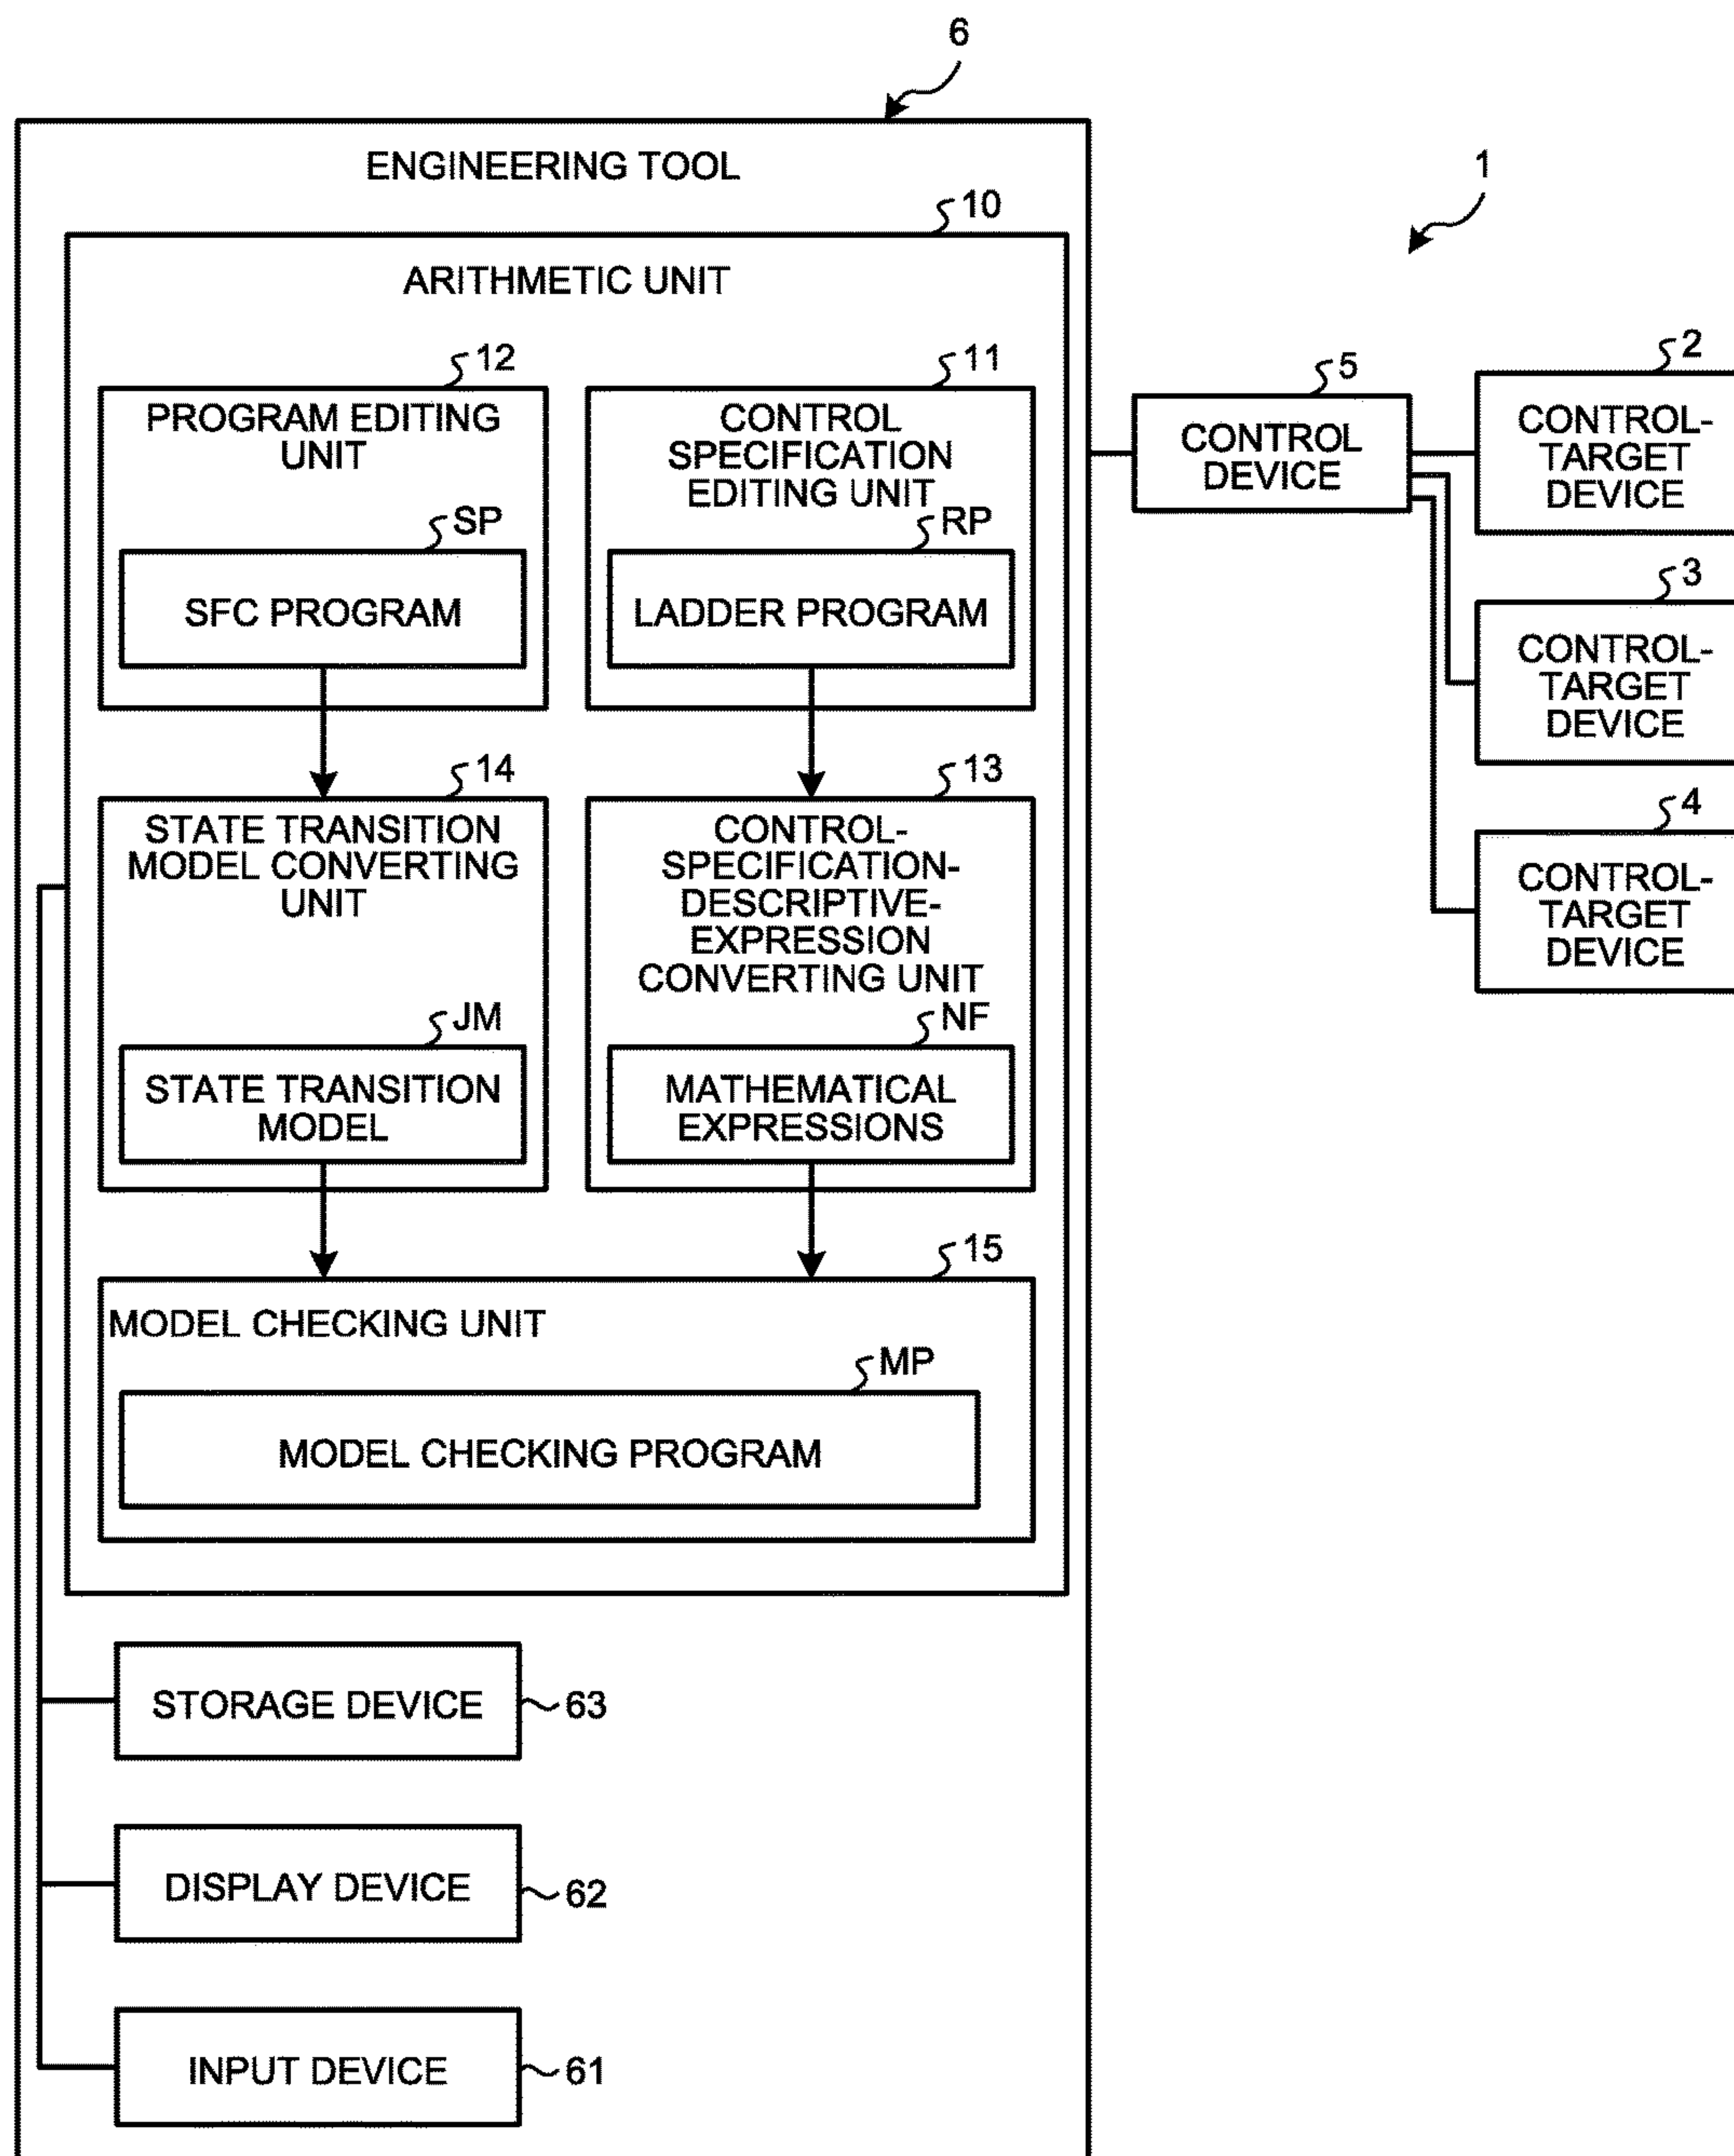 6
ENGINEERING TOOL
1
10
ARITHMETIC UNIT
12
PROGRAM EDITING
UNIT
SP
SFC PROGRAM
11
CONTROL
SPECIFICATION
EDITING UNIT
RP
LADDER PROGRAM
14
STATE TRANSITION
MODEL CONVERTING
UNIT
JM
STATE TRANSITION
MODEL
13
CONTROL-
SPECIFICATION-
DESCRIPTIVE-
EXPRESSION
CONVERTING UNIT
NF
MATHEMATICAL
EXPRESSIONS
15
MODEL CHECKING UNIT
MP
MODEL CHECKING PROGRAM
STORAGE DEVICE
63
DISPLAY DEVICE
62
INPUT DEVICE
61
5
CONTROL
DEVICE
2
CONTROL-
TARGET
DEVICE
3
CONTROL-
TARGET
DEVICE
4
CONTROL-
TARGET
DEVICE